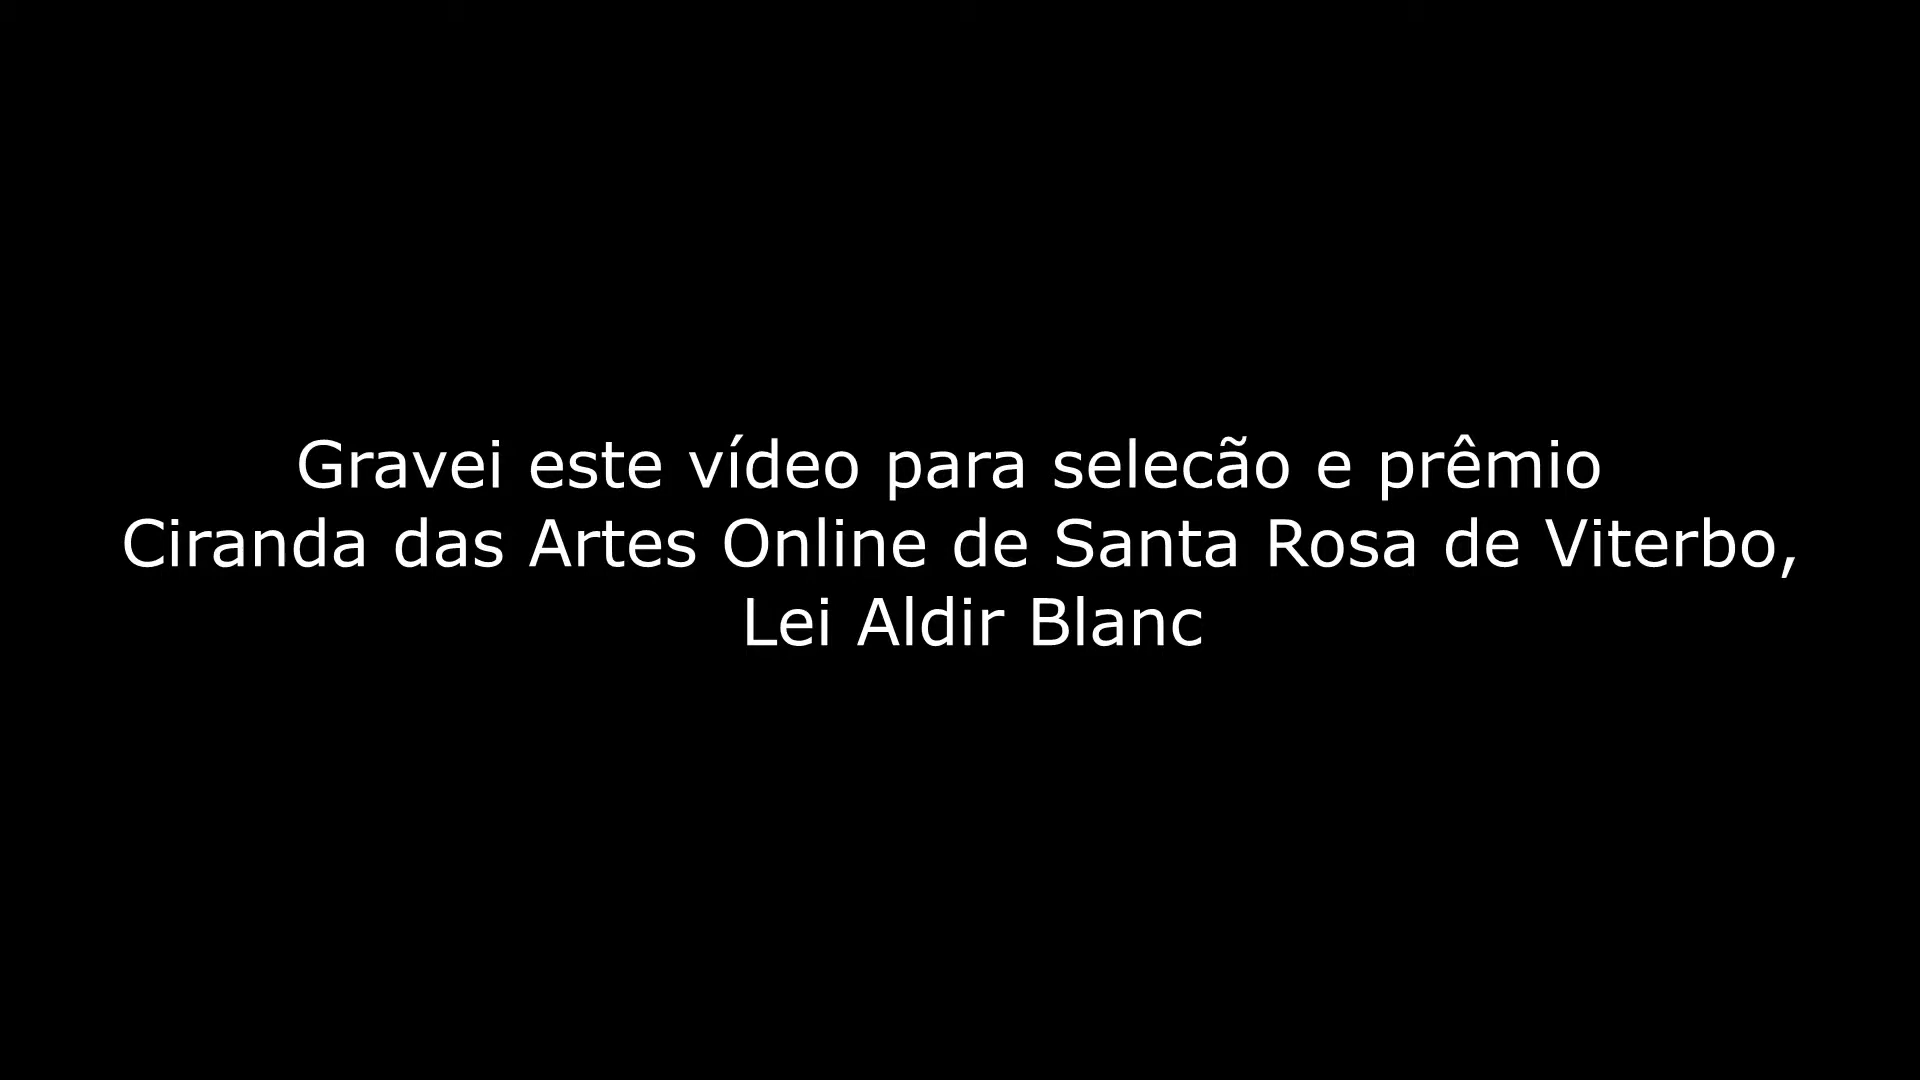 Gravei este vídeo para selecão e prêmio
Ciranda das Artes Online de Santa Rosa de Viterbo,
Lei Aldir Blanc